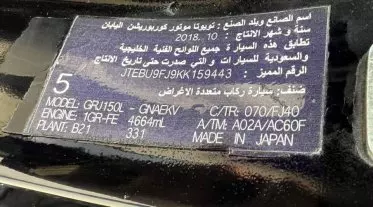 اسم الصانع وبلد الصنع : تويوتا موتور كوربوريشن اليابان
سنة و شهر الانتاج : 2018. 10
تطابق هذه السيارة جميع اللوائح الفنية الخليجية
والسعودية للسيارات و التي صدرت حتى تاريخ الانتاج
الرقم المميز : JTEBU9FJ9KK159443
صنف: سيارة ركاب متعددة الأغراض
5
MODEL: GRJ150L - GNAEKV C/TR: 070/FJ40
ENGINE: 1GR-FE 4664mL A/TM: A02A/AC60F
PLANT: B21 331 MADE IN JAPAN